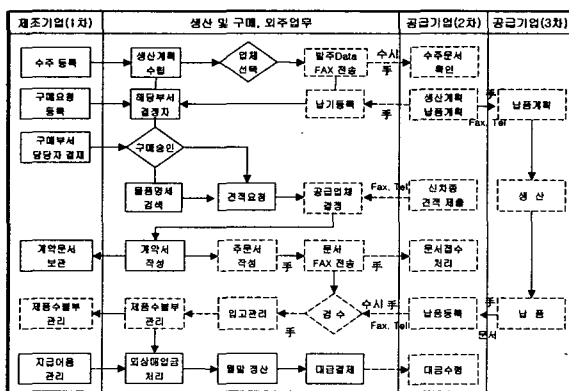 제조기업(1차) 생산 및 구매, 외주업무 공급기업(2차) 공급기업(3차)
수주 등록 생산계획 업체 발주Data 수시 수주문서
수립 선택 FAX 전송 手 확인
구매요청 해당부서 납기등록 手 생산계획 手 납품계획
등록 결정자 납품계획 Fax, Tel
구매부서 구매승인
담당자 결재
물품명세 견적요청 공급업체 Fax, Tel 신차종 생 산
검색 결정 견적 제출
계약문서 계약서 주문서 手 문서 手 문서접수
보관 작성 작성 FAX 전송 처리
제품수불부 제품수불부 입고관리 手 검 수 수시 手 납품등록 手 납 품
관리 관리 Fax, Tel 문서
지급어음 외상매입금 월말 정산 대급결제 대금수령
관리 처리